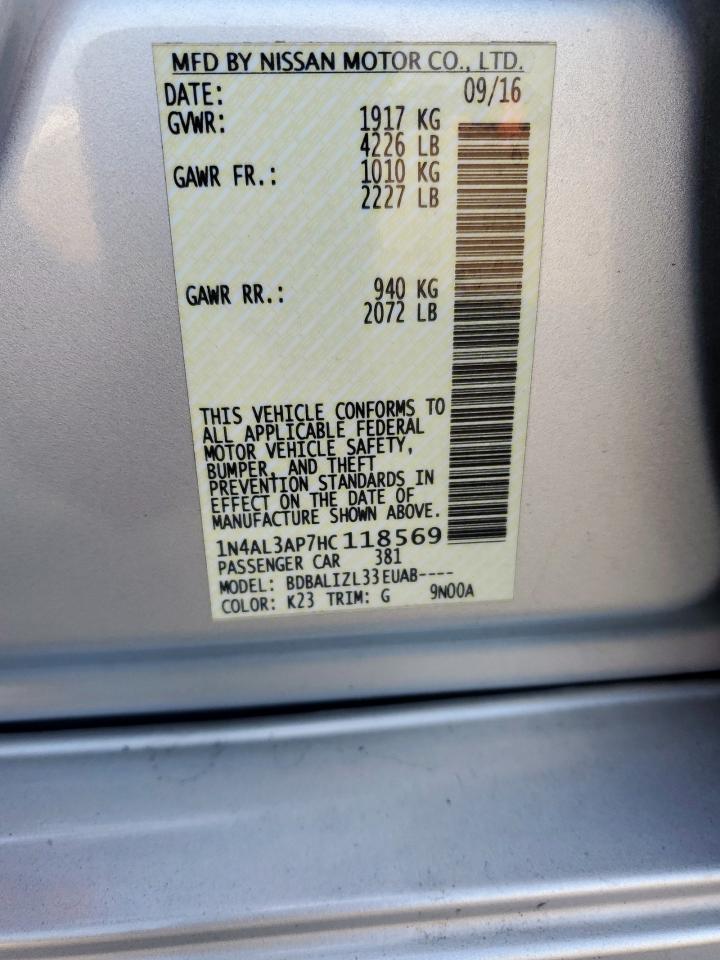 MFD BY NISSAN MOTOR CO., LTD.
DATE: 09/16
GVWR: 1917 KG
4226 LB
GAWR FR.: 1010 KG
2227 LB
GAWR RR.: 940 KG
2072 LB
THIS VEHICLE CONFORMS TO
ALL APPLICABLE FEDERAL
MOTOR VEHICLE SAFETY,
BUMPER, AND THEFT
PREVENTION STANDARDS IN
EFFECT ON THE DATE OF
MANUFACTURE SHOWN ABOVE.
1N4AL3AP7HC118569
PASSENGER CAR 381
MODEL: BDBALIZL33EUAB----
COLOR: K23 TRIM: G 9N00A